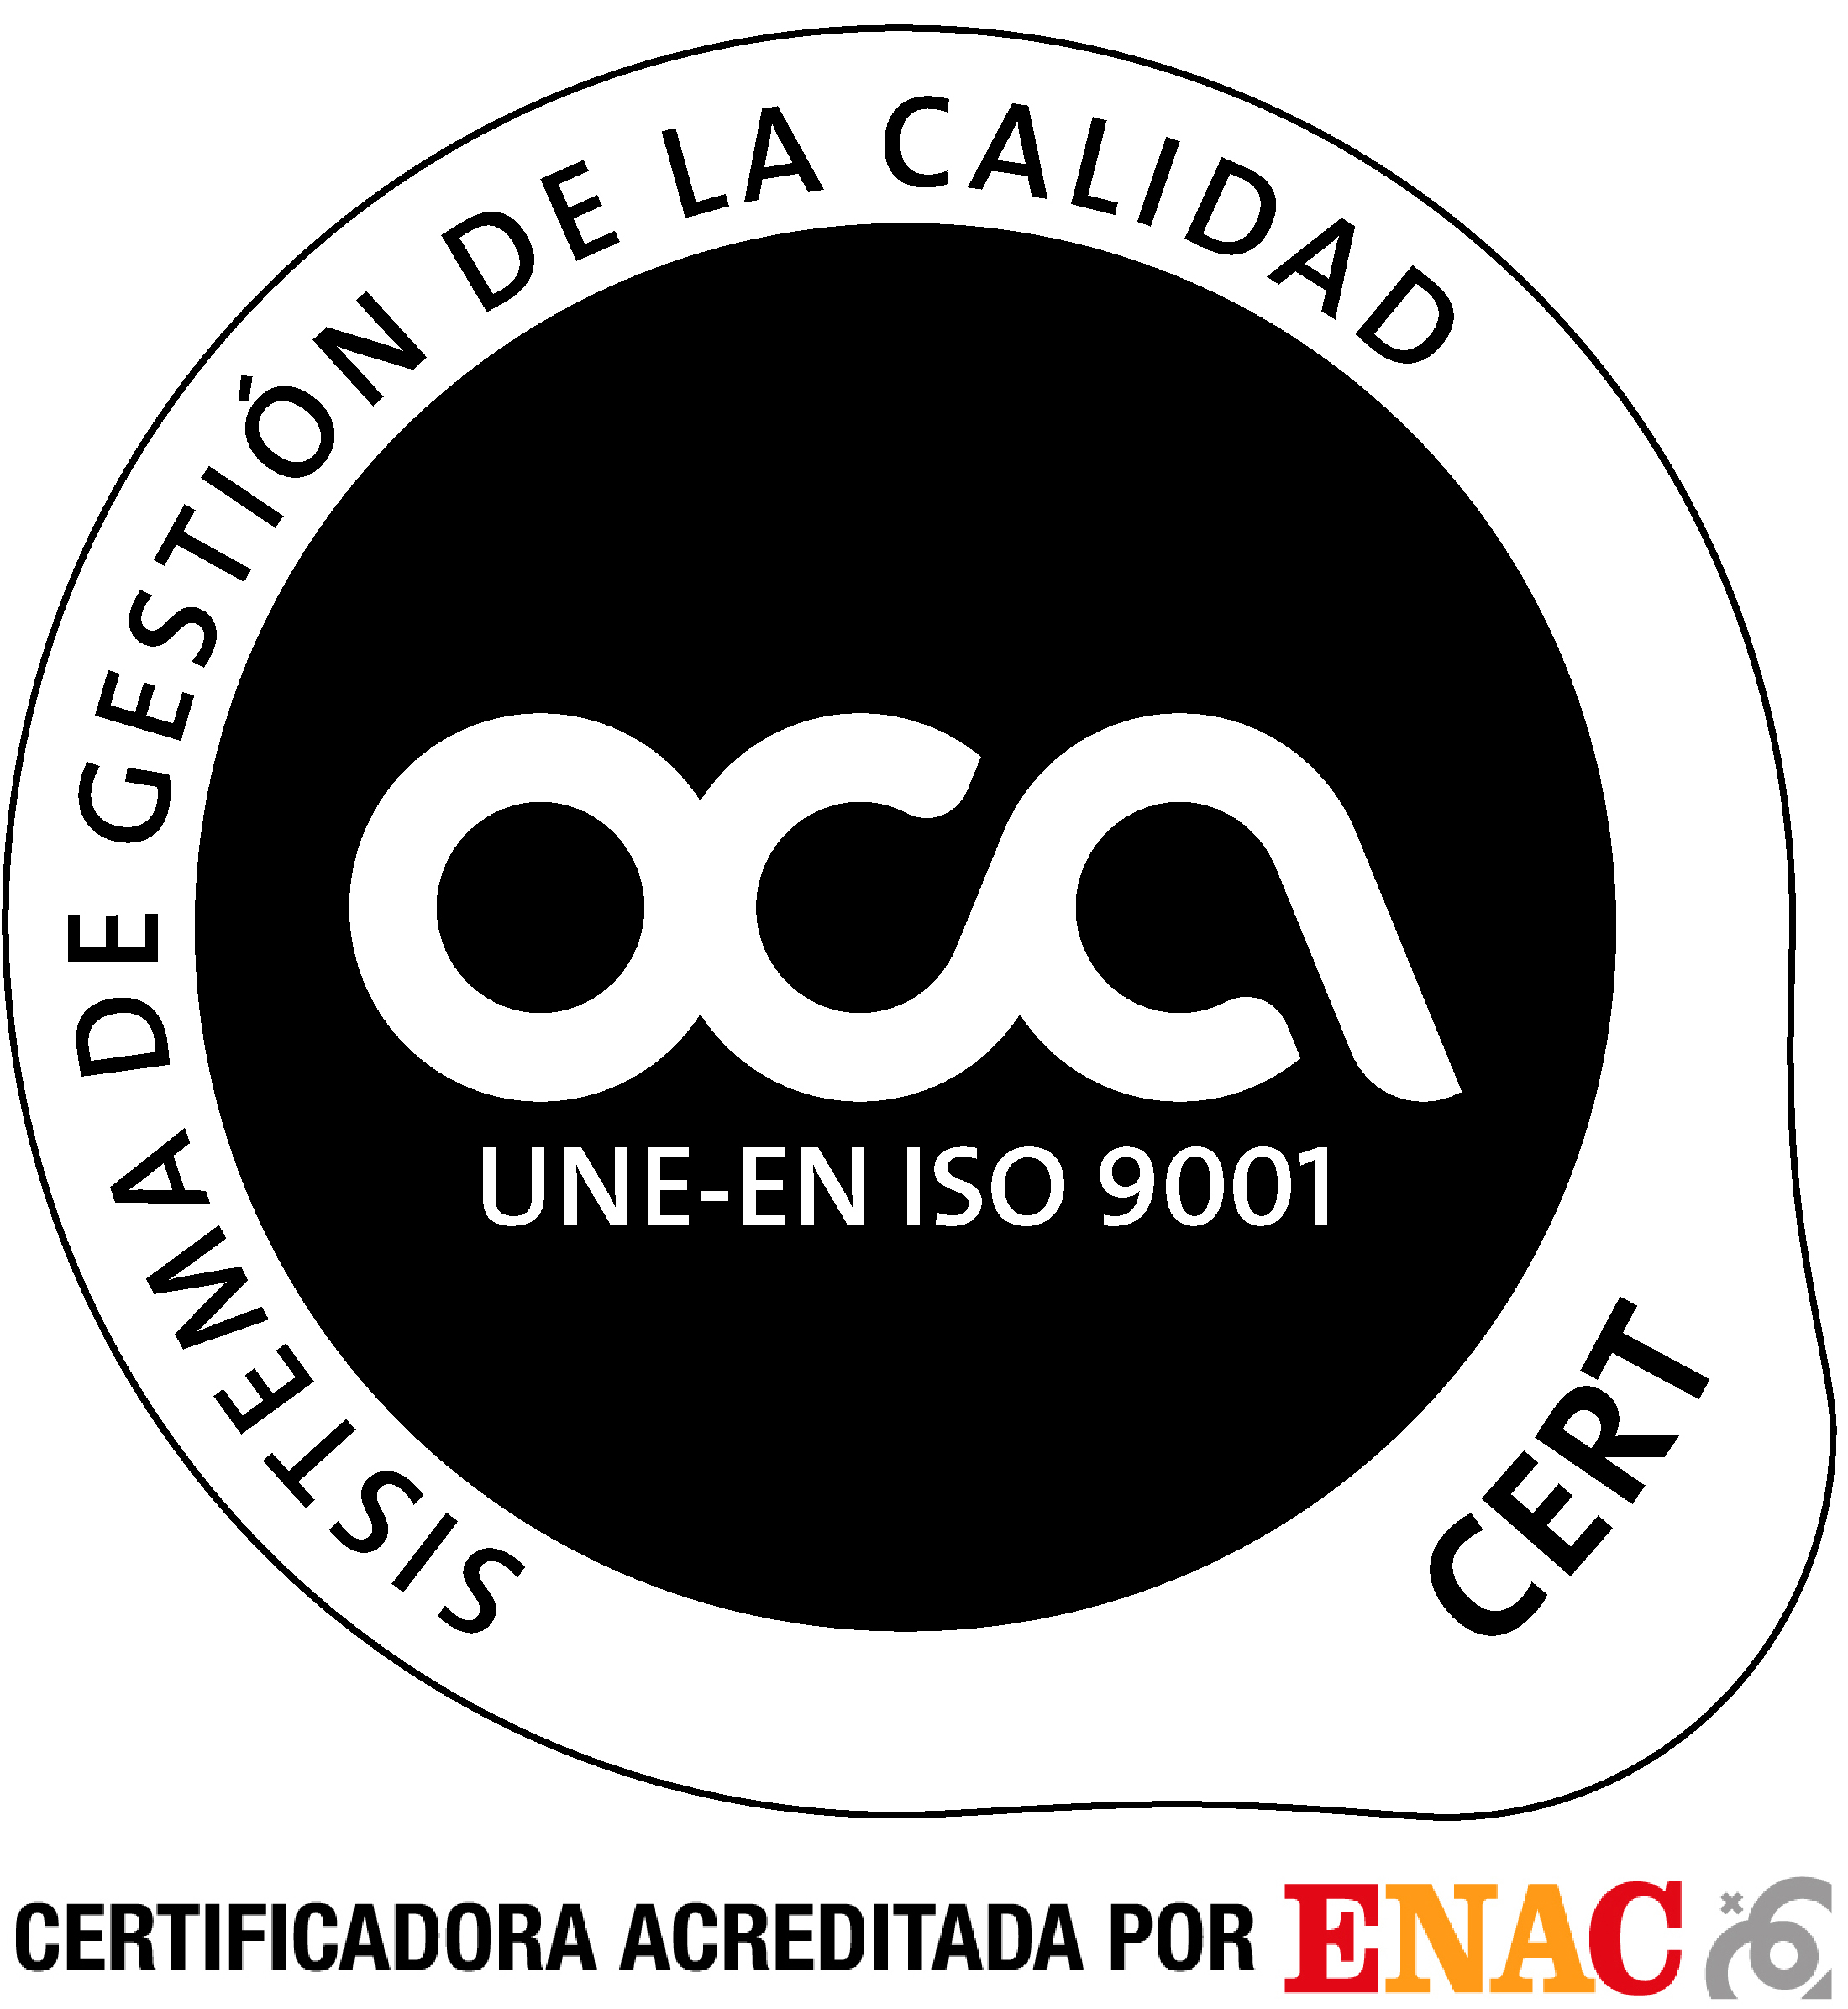 SISTEMA DE GESTIÓN DE LA CALIDAD
oca
UNE-EN ISO 9001
CERT
CERTIFICADORA ACREDITADA POR ENAC